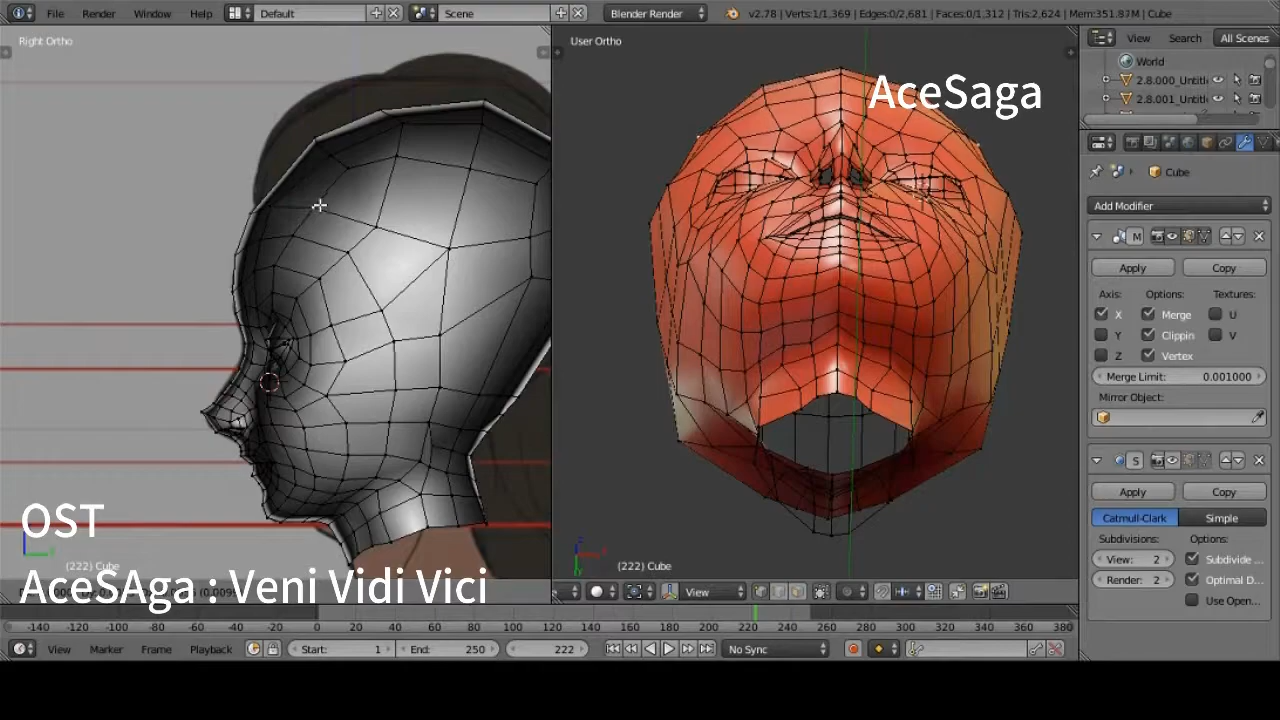 File Render Window Help Default Scene Blender Render v2.78 | Verts:1/1,369 | Edges:0/2,681 | Faces:0/1,312 | Tris:2,624 | Mem:351.87M | Cube
Right Ortho
User Ortho
View Search All Scenes
World
2.8.000_Untitl
2.8.001_Untitl
AceSaga
Cube
Add Modifier
M
Apply Copy
Axis: Options: Textures:
X Merge U
Y Clippin V
Z Vertex
Merge Limit: 0.001000
Mirror Object:
S
Apply Copy
Catmull-Clark Simple
Subdivisions: Options:
View: 2 Subdivide ...
Render: 2 Optimal D...
Use Open...
OST
(222) Cube
(222) Cube
AceSAga : Veni Vidi Vici
View
-140 -120 -100 -80 -60 -40 -20 0 20 40 60 80 100 120 140 160 180 200 220 240 260 280 300 320 340 360 380
View Marker Frame Playback Start: 1 End: 250 222 No Sync